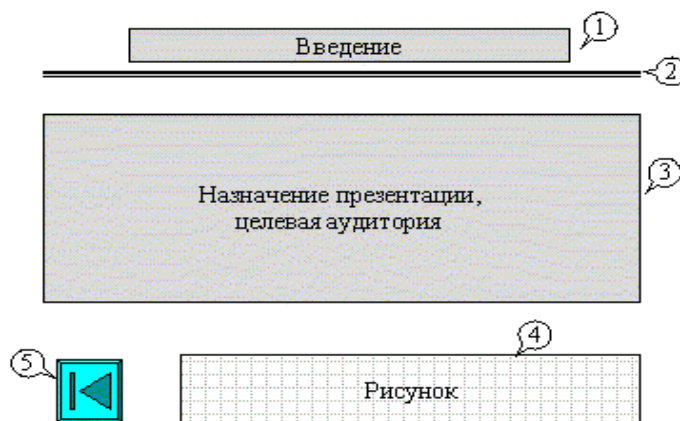 Введение
1
2
Назначение презентации,
целевая аудитория
3
4
5
Рисунок